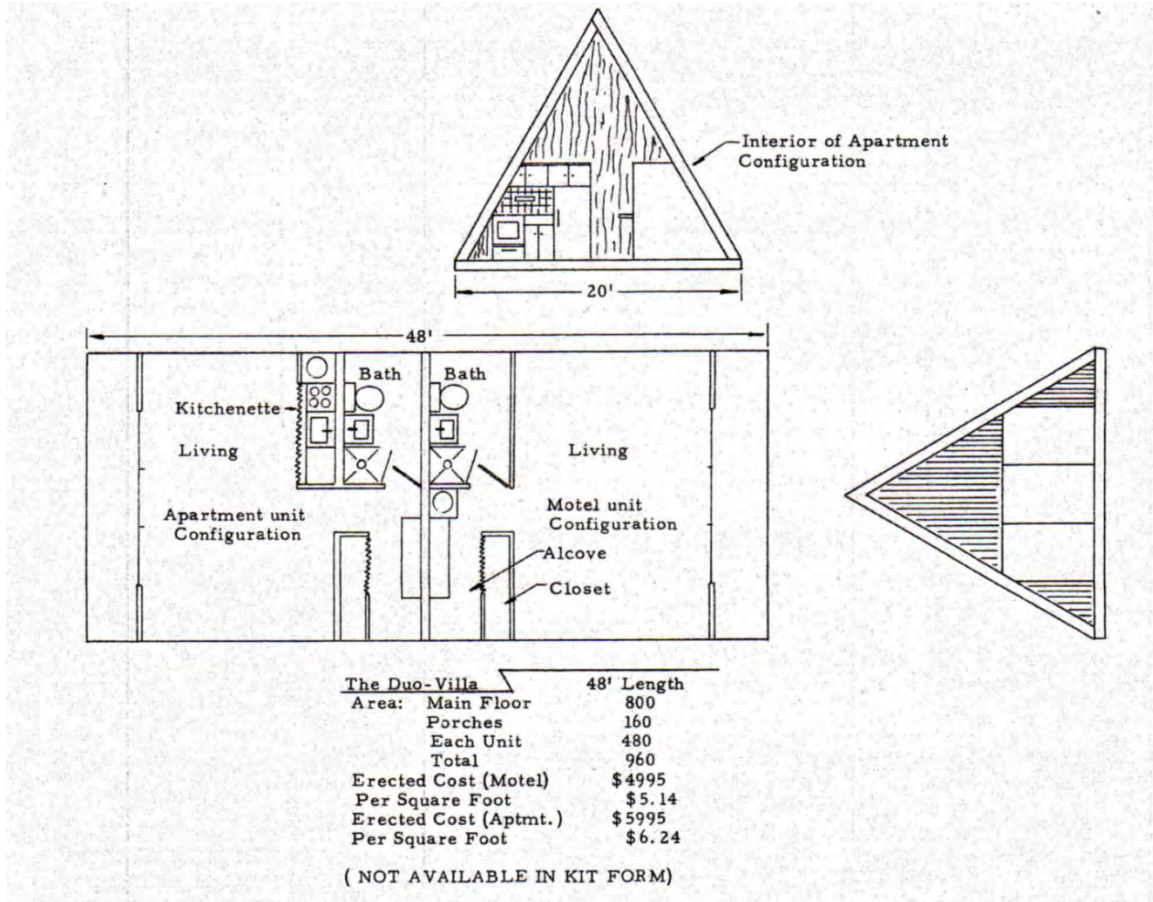 Interior of Apartment
Configuration
20'
48'
Bath
Bath
Kitchenette
Living
Living
Apartment unit
Configuration
Motel unit
Configuration
Alcove
Closet
The Duo-Villa 48' Length
Area: Main Floor 800
Porches 160
Each Unit 480
Total 960
Erected Cost (Motel) $4995
Per Square Foot $5.14
Erected Cost (Aptmt.) $5995
Per Square Foot $6.24
( NOT AVAILABLE IN KIT FORM)